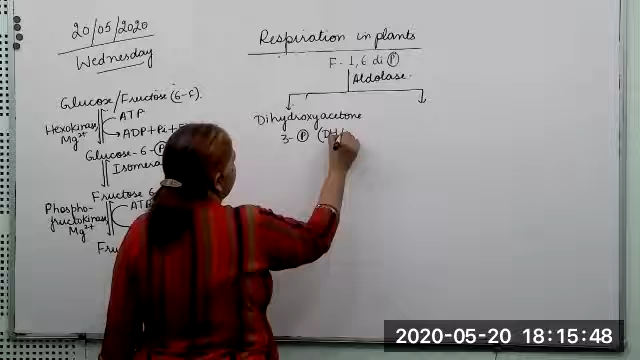 20/05/2020
Wednesday
Glucose/Fructose (6-C).
Hexokinase
Mg2+
ATP
ADP+Pi+
Glucose-6-P
Isomera
Fructose 6
Phospho-
fructokinase
Mg2+
AT
Fru
Respiration in plants
F-1,6 di P
Aldolase
Dihydroxyacetone
3-P (DH
2020-05-20 18:15:48